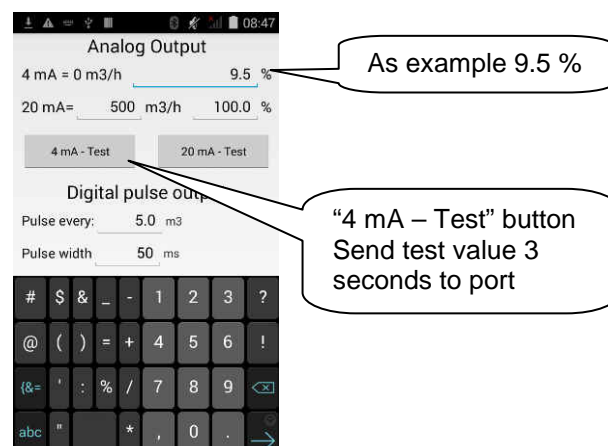 08:47
Analog Output
4 mA = 0 m3/h 9.5 %
20 mA= 500 m3/h 100.0 %
4 mA - Test 20 mA - Test
Digital pulse outp
Pulse every: 5.0 m3
Pulse width 50 ms
# $ & _ - 1 2 3 ?
@ ( ) = + 4 5 6 !
{&= ' : % / 7 8 9
abc " * , 0 .
As example 9.5 %
“4 mA – Test” button
Send test value 3
seconds to port